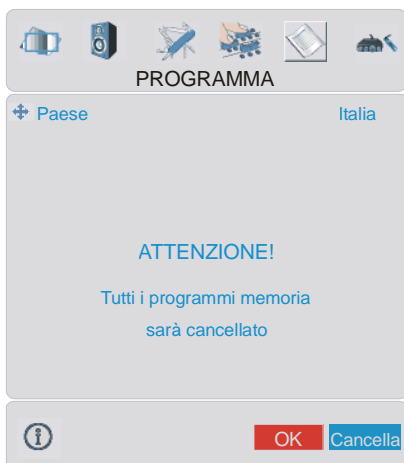 PROGRAMMA
Paese Italia
ATTENZIONE!
Tutti i programmi memoria
sarà cancellato
OK Cancella